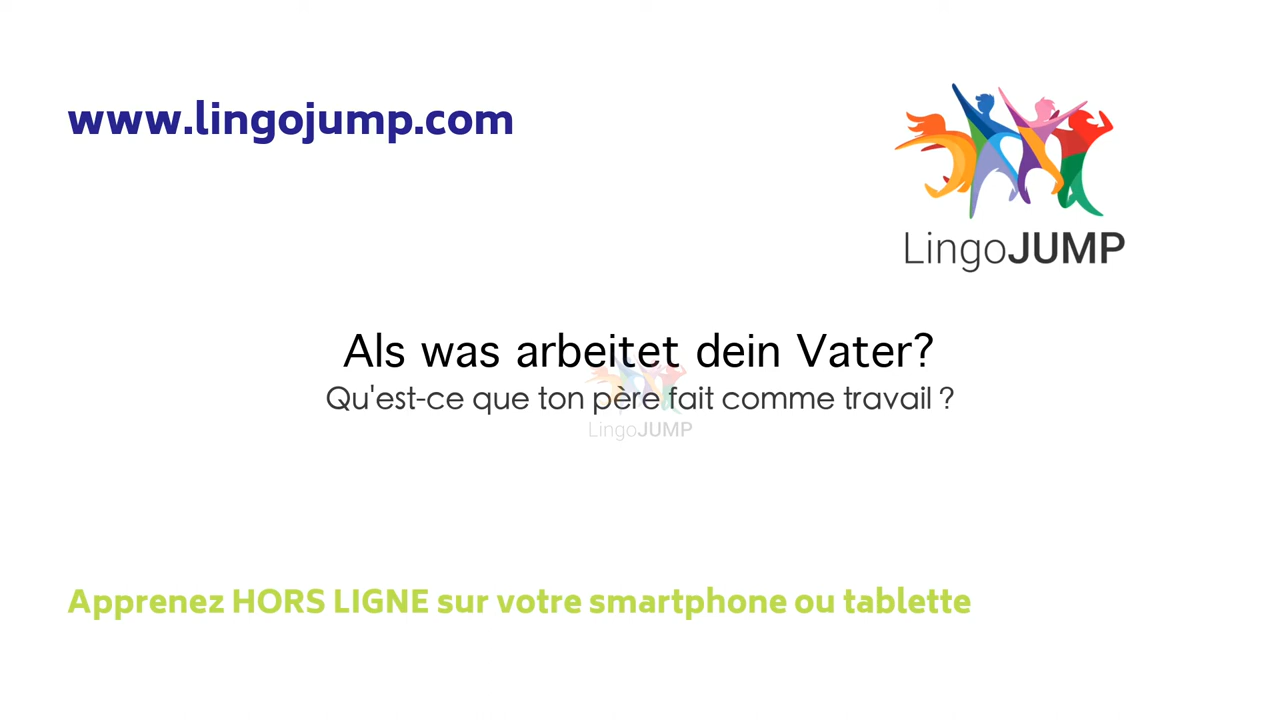 www.lingojump.com
LingoJUMP
Als was arbeitet dein Vater?
Qu'est-ce que ton père fait comme travail ?
LingoJUMP
Apprenez HORS LIGNE sur votre smartphone ou tablette